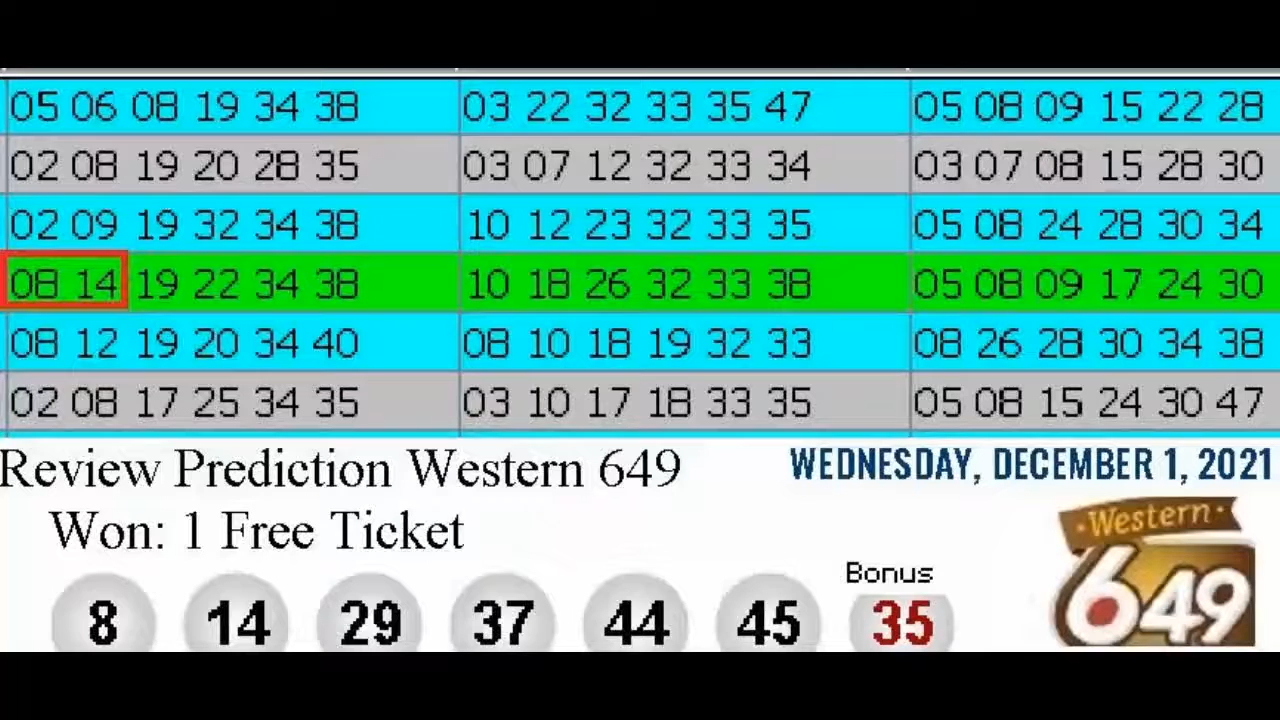 05 06 08 19 34 38 03 22 32 33 35 47 05 08 09 15 22 28
02 08 19 20 28 35 03 07 12 32 33 34 03 07 08 15 28 30
02 09 19 32 34 38 10 12 23 32 33 35 05 08 24 28 30 34
08 14 19 22 34 38 10 18 26 32 33 38 05 08 09 17 24 30
08 12 19 20 34 40 08 10 18 19 32 33 08 26 28 30 34 38
02 08 17 25 34 35 03 10 17 18 33 35 05 08 15 24 30 47
Review Prediction Western 649 WEDNESDAY, DECEMBER 1, 2021
Won: 1 Free Ticket
·Western·
649
Bonus
8 14 29 37 44 45 35